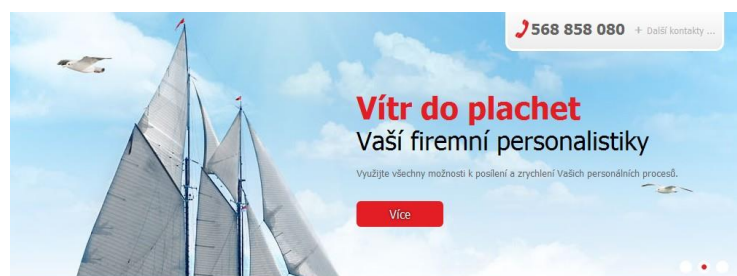 568 858 080 + Další kontakty ...
Vítr do plachet
Vaší firemní personalistiky
Využijte všechny možnosti k posílení a zrychlení Vašich personálních procesů.
Více